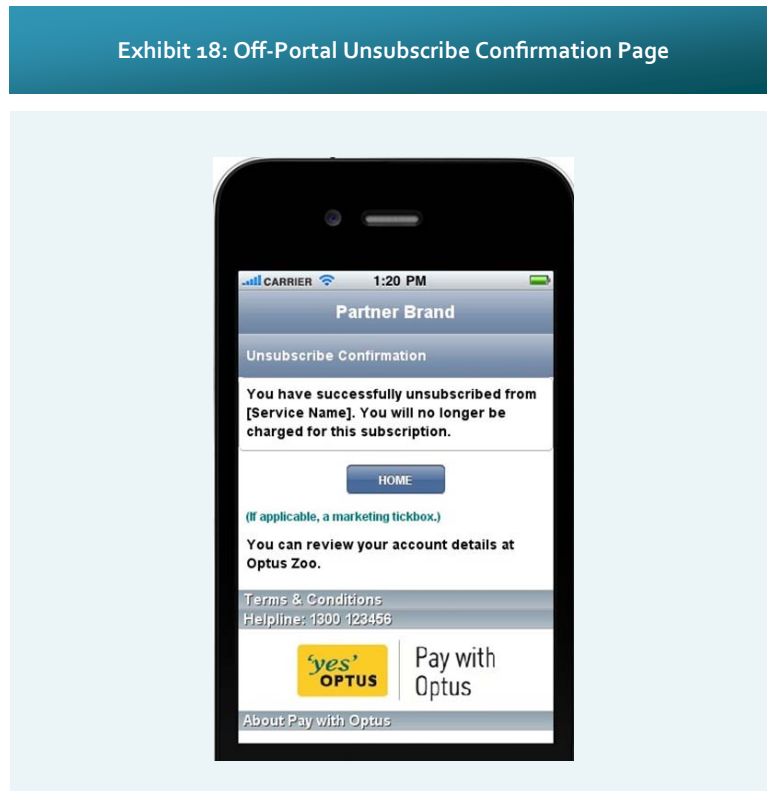 Exhibit 18: Off-Portal Unsubscribe Confirmation Page
CARRIER 1:20 PM
Partner Brand
Unsubscribe Confirmation
You have successfully unsubscribed from
[Service Name]. You will no longer be
charged for this subscription.
HOME
(If applicable, a marketing tickbox.)
You can review your account details at
Optus Zoo.
Terms & Conditions
Helpline: 1300 123456
'yes'
OPTUS
Pay with
Optus
About Pay with Optus